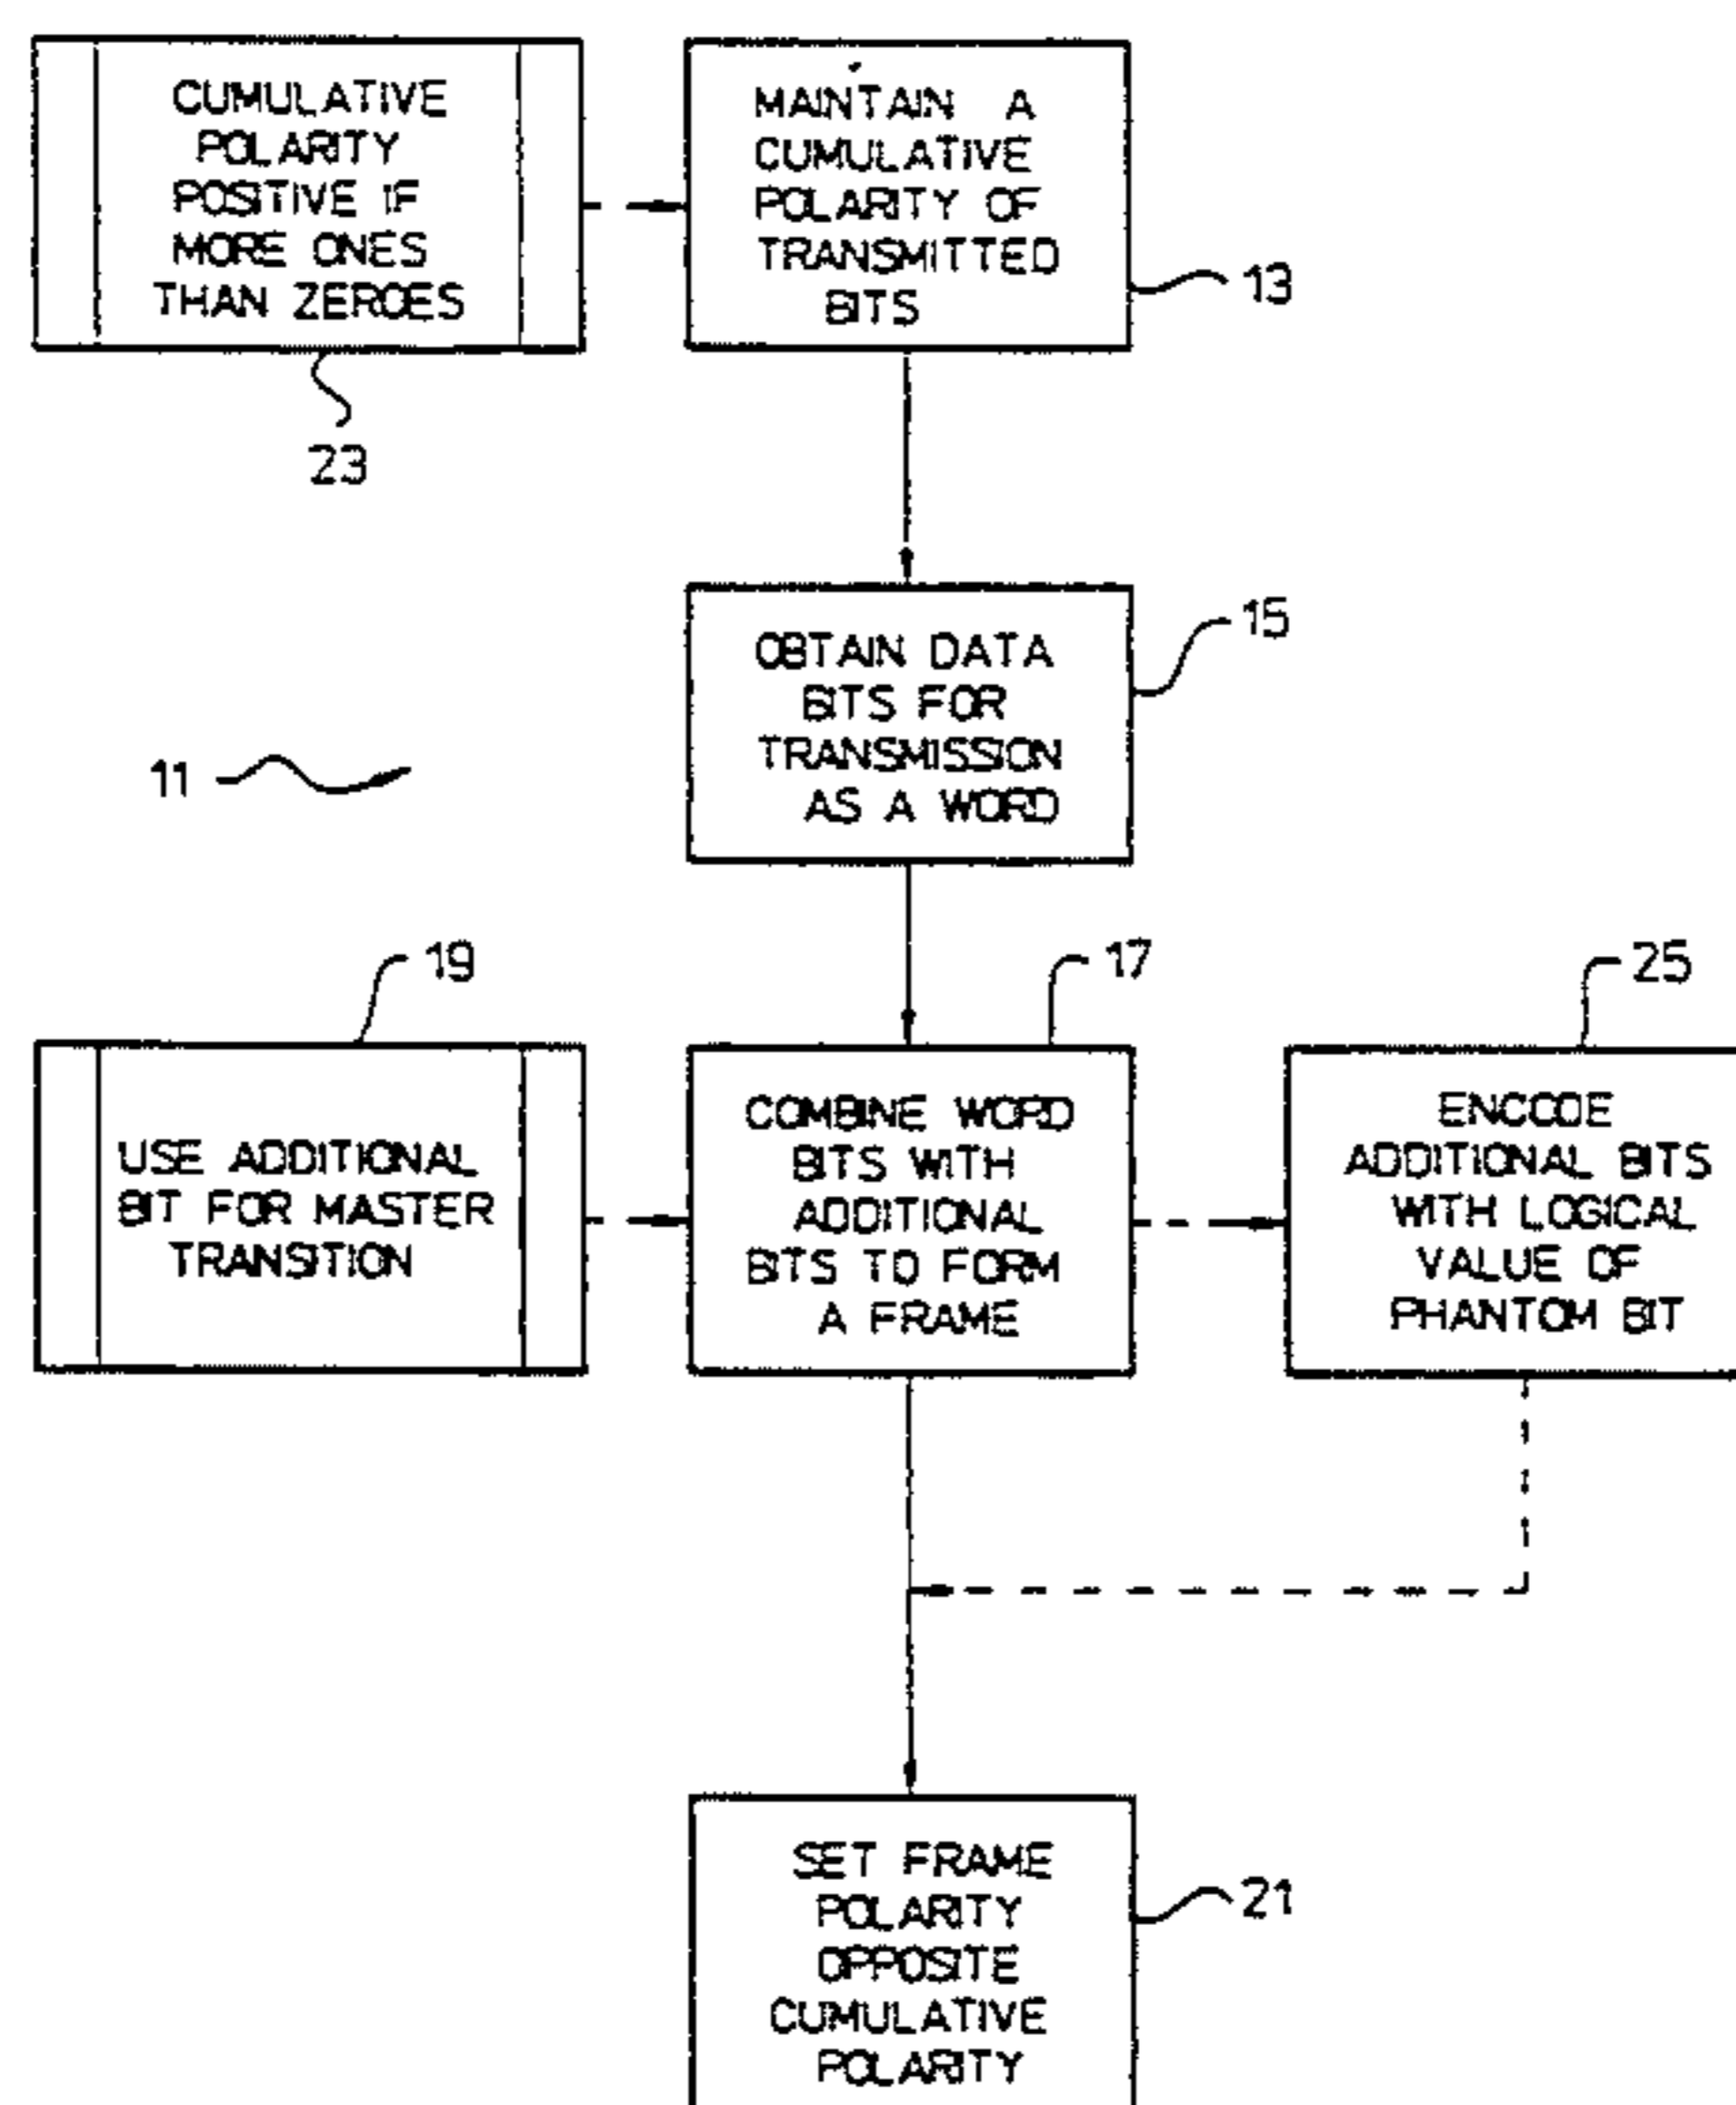 CUMULATIVE
POLARITY
POSITIVE IF
MORE ONES
THAN ZEROES
23
MAINTAIN A
CUMULATIVE
POLARITY OF
TRANSMITTED
BITS
13
OBTAIN DATA
BITS FOR
TRANSMISSION
AS A WORD
15
11
19
USE ADDITIONAL
BIT FOR MASTER
TRANSITION
17
COMBINE WORD
BITS WITH
ADDITIONAL
BITS TO FORM
A FRAME
25
ENCODE
ADDITIONAL BITS
WITH LOGICAL
VALUE OF
PHANTOM BIT
SET FRAME
POLARITY
OPPOSITE
CUMULATIVE
POLARITY
21